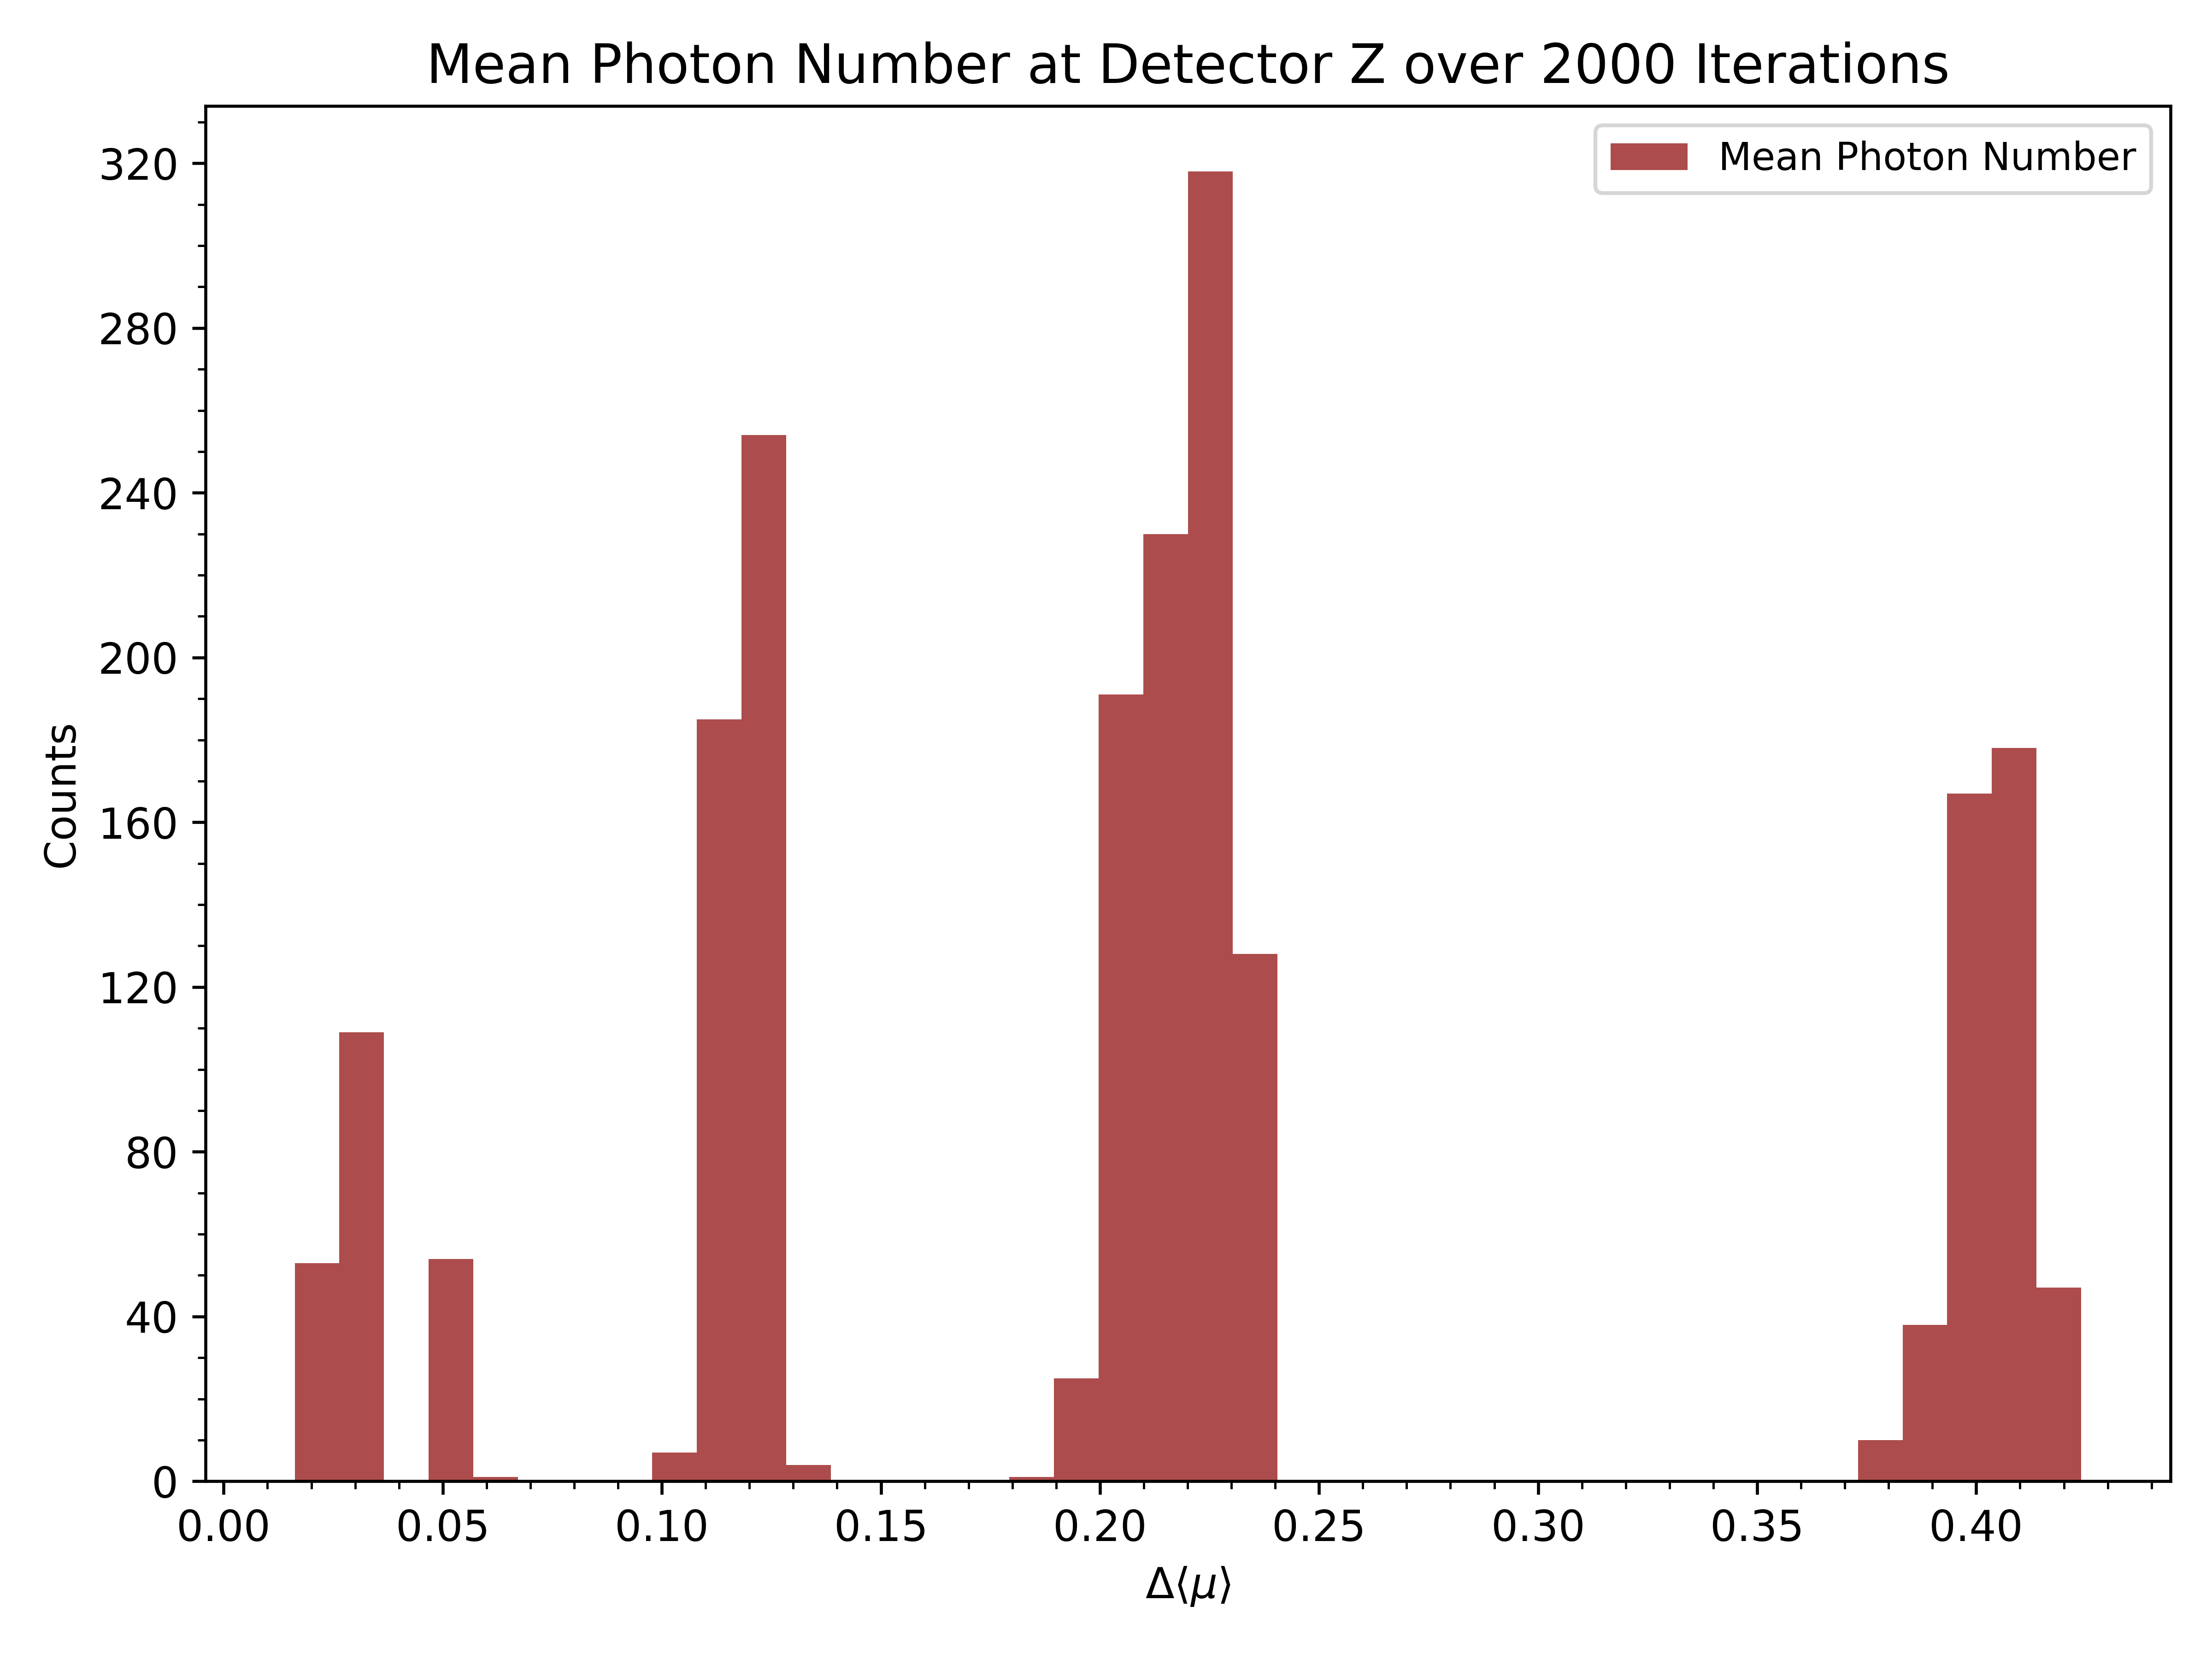 Mean Photon Number at Detector Z over 2000 Iterations
Mean Photon Number
320
280
240
200
160
120
80
40
0
Counts
0.00 0.05 0.10 0.15 0.20 0.25 0.30 0.35 0.40
Δ⟨μ⟩